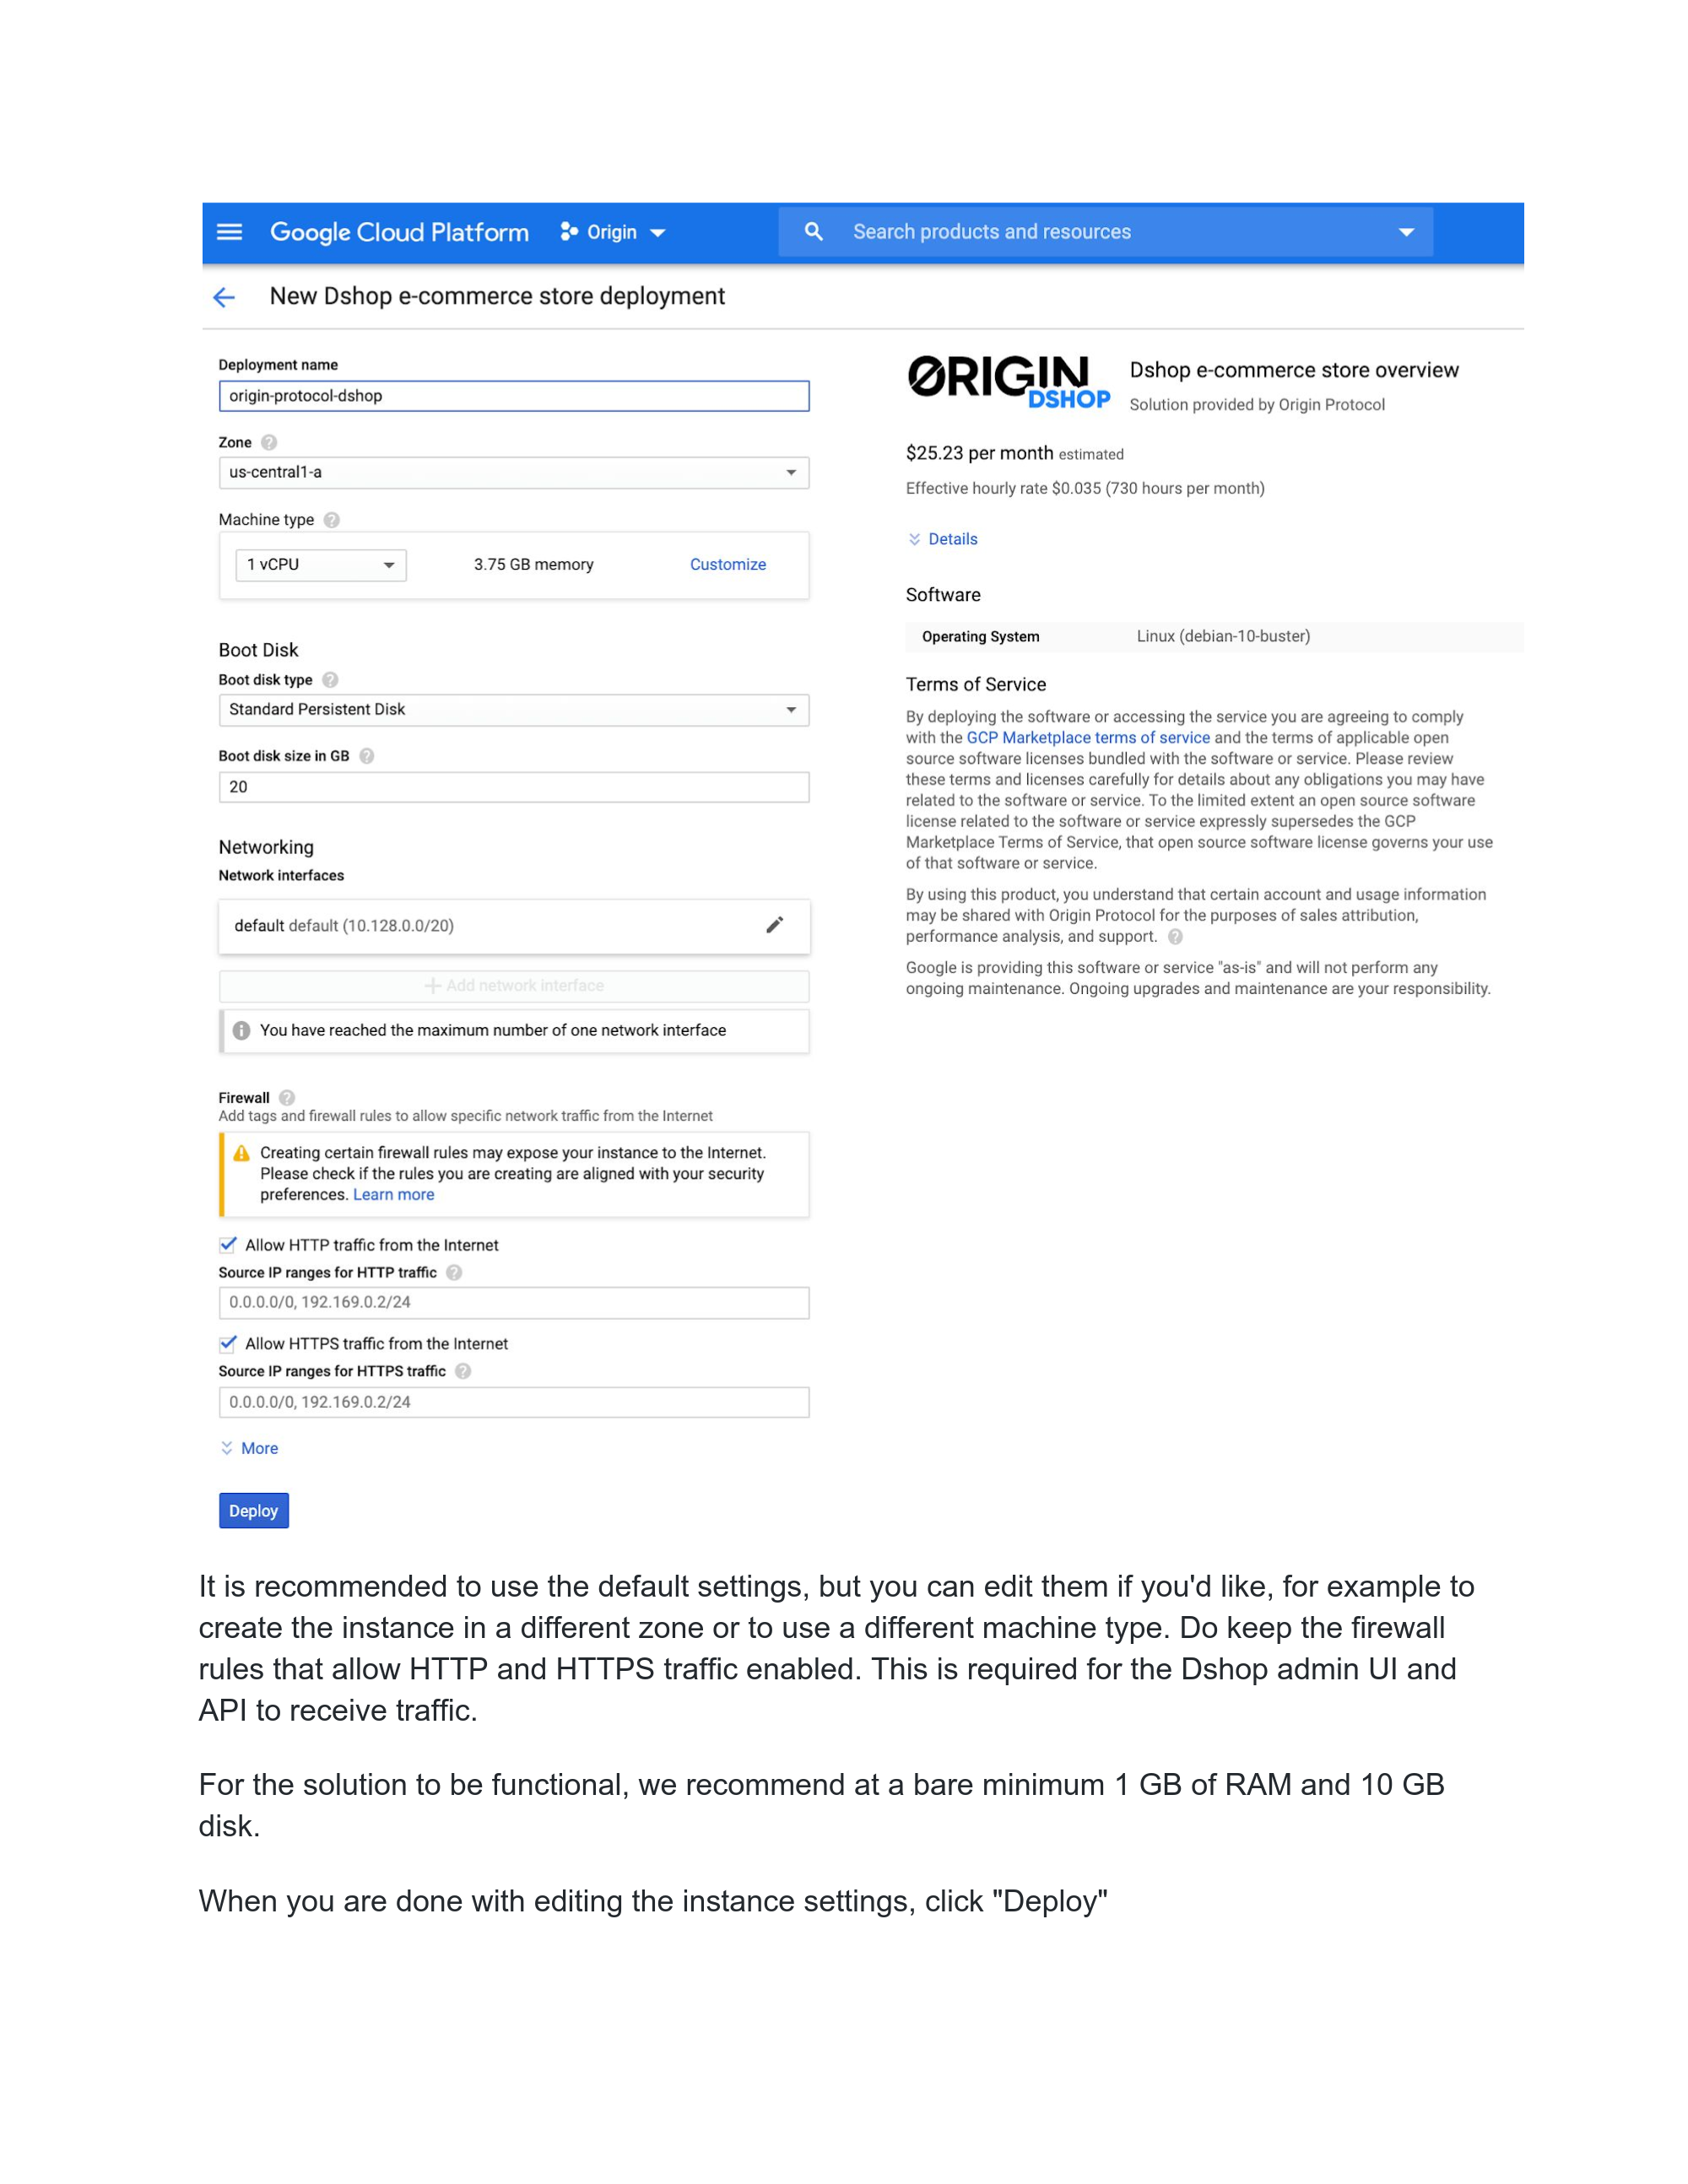 Google Cloud Platform
Origin
Search products and resources
New Dshop e-commerce store deployment
Deployment name
origin-protocol-dshop
Zone
us-central1-a
Machine type
1 vCPU
3.75 GB memory
Customize
Boot Disk
Boot disk type
Standard Persistent Disk
Boot disk size in GB
20
Networking
Network interfaces
default default (10.128.0.0/20)
Add network interface
You have reached the maximum number of one network interface
Firewall
Add tags and firewall rules to allow specific network traffic from the Internet
Creating certain firewall rules may expose your instance to the Internet.
Please check if the rules you are creating are aligned with your security
preferences. Learn more
Allow HTTP traffic from the Internet
Source IP ranges for HTTP traffic
0.0.0.0/0, 192.169.0.2/24
Allow HTTPS traffic from the Internet
Source IP ranges for HTTPS traffic
0.0.0.0/0, 192.169.0.2/24
More
Deploy
ORIGIN
DSHOP
Dshop e-commerce store overview
Solution provided by Origin Protocol
$25.23 per month estimated
Effective hourly rate $0.035 (730 hours per month)
Details
Software
Operating System
Linux (debian-10-buster)
Terms of Service
By deploying the software or accessing the service you are agreeing to comply
with the GCP Marketplace terms of service and the terms of applicable open
source software licenses bundled with the software or service. Please review
these terms and licenses carefully for details about any obligations you may have
related to the software or service. To the limited extent an open source software
license related to the software or service expressly supersedes the GCP
Marketplace Terms of Service, that open source software license governs your use
of that software or service.
By using this product, you understand that certain account and usage information
may be shared with Origin Protocol for the purposes of sales attribution,
performance analysis, and support.
Google is providing this software or service "as-is" and will not perform any
ongoing maintenance. Ongoing upgrades and maintenance are your responsibility.
It is recommended to use the default settings, but you can edit them if you'd like, for example to
create the instance in a different zone or to use a different machine type. Do keep the firewall
rules that allow HTTP and HTTPS traffic enabled. This is required for the Dshop admin UI and
API to receive traffic.
For the solution to be functional, we recommend at a bare minimum 1 GB of RAM and 10 GB
disk.
When you are done with editing the instance settings, click "Deploy"